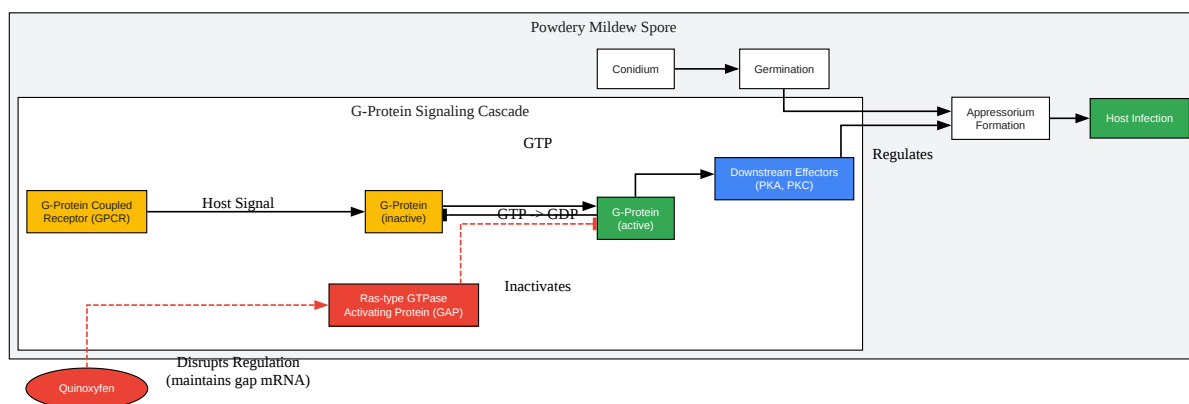 Powdery Mildew Spore
Conidium
Germination
G-Protein Signaling Cascade
Appressorium
Formation
Host Infection
GTP
Regulates
Downstream Effectors
(PKA, PKC)
G-Protein Coupled
Receptor (GPCR)
Host Signal
G-Protein
(inactive)
GTP -> GDP
G-Protein
(active)
Inactivates
Ras-type GTPase
Activating Protein (GAP)
Disrupts Regulation
(maintains gap mRNA)
Quinoxyfen